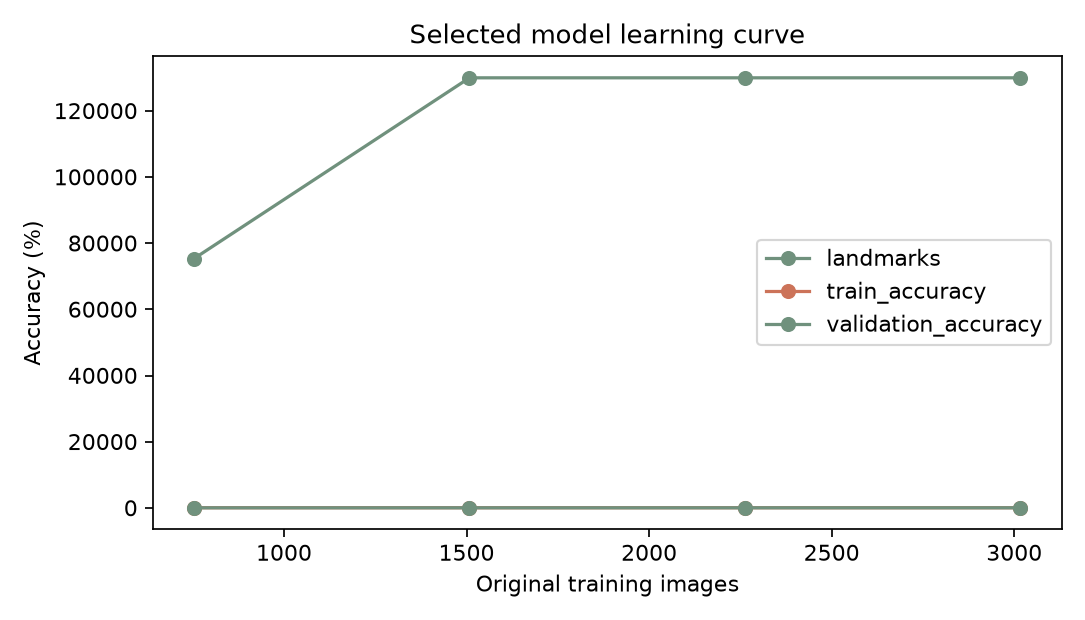 Selected model learning curve
120000
100000
80000
60000
40000
20000
0
Accuracy (%)
landmarks
train_accuracy
validation_accuracy
1000 1500 2000 2500 3000
Original training images